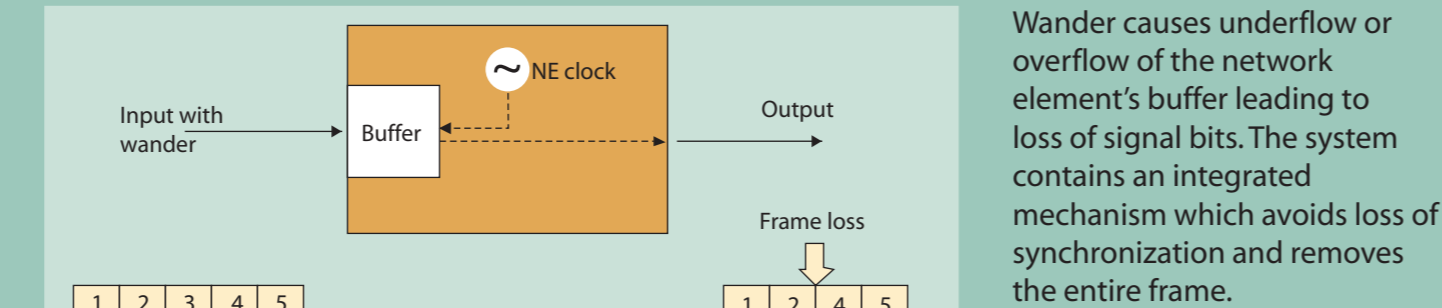 NE clock
Input with
wander
Buffer
Output
Frame loss
1 2 3 4 5
1 2 4 5
Wander causes underflow or
overflow of the network
element's buffer leading to
loss of signal bits. The system
contains an integrated
mechanism which avoids loss of
synchronization and removes
the entire frame.